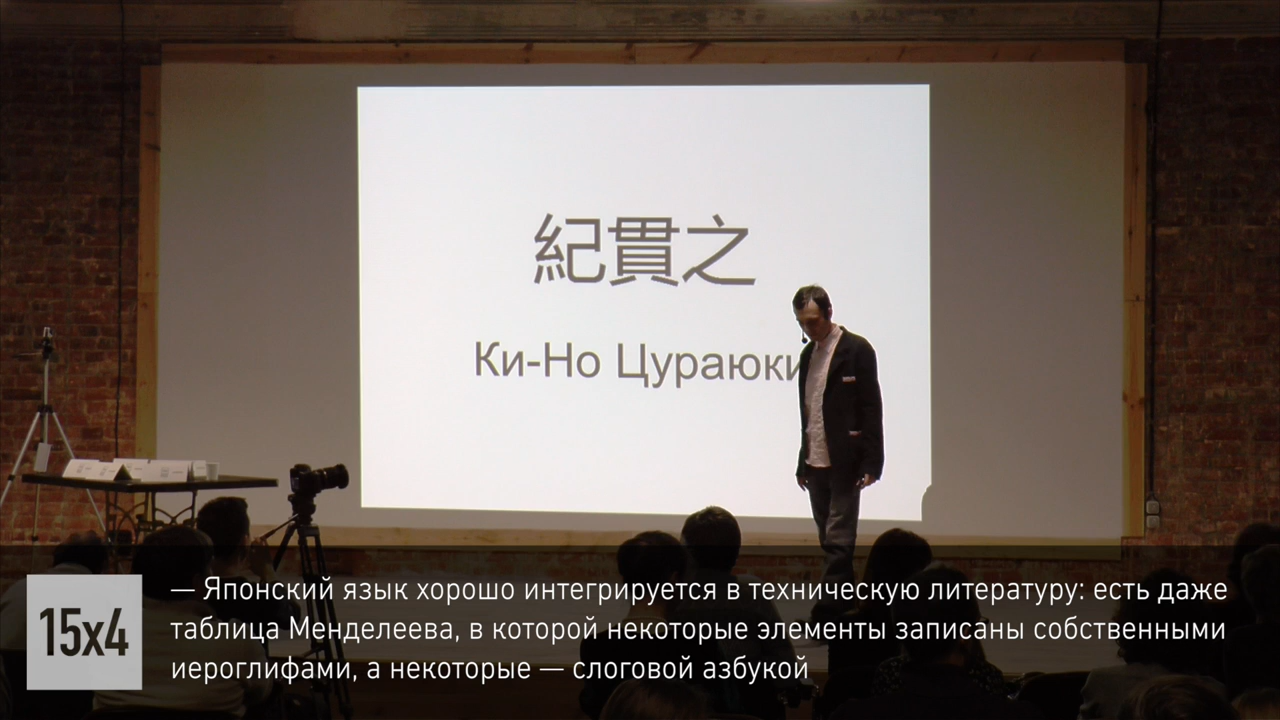 紀貫之
Ки-Но Цураюки
15x4
— Японский язык хорошо интегрируется в техническую литературу: есть даже
таблица Менделеева, в которой некоторые элементы записаны собственными
иероглифами, а некоторые — слоговой азбукой